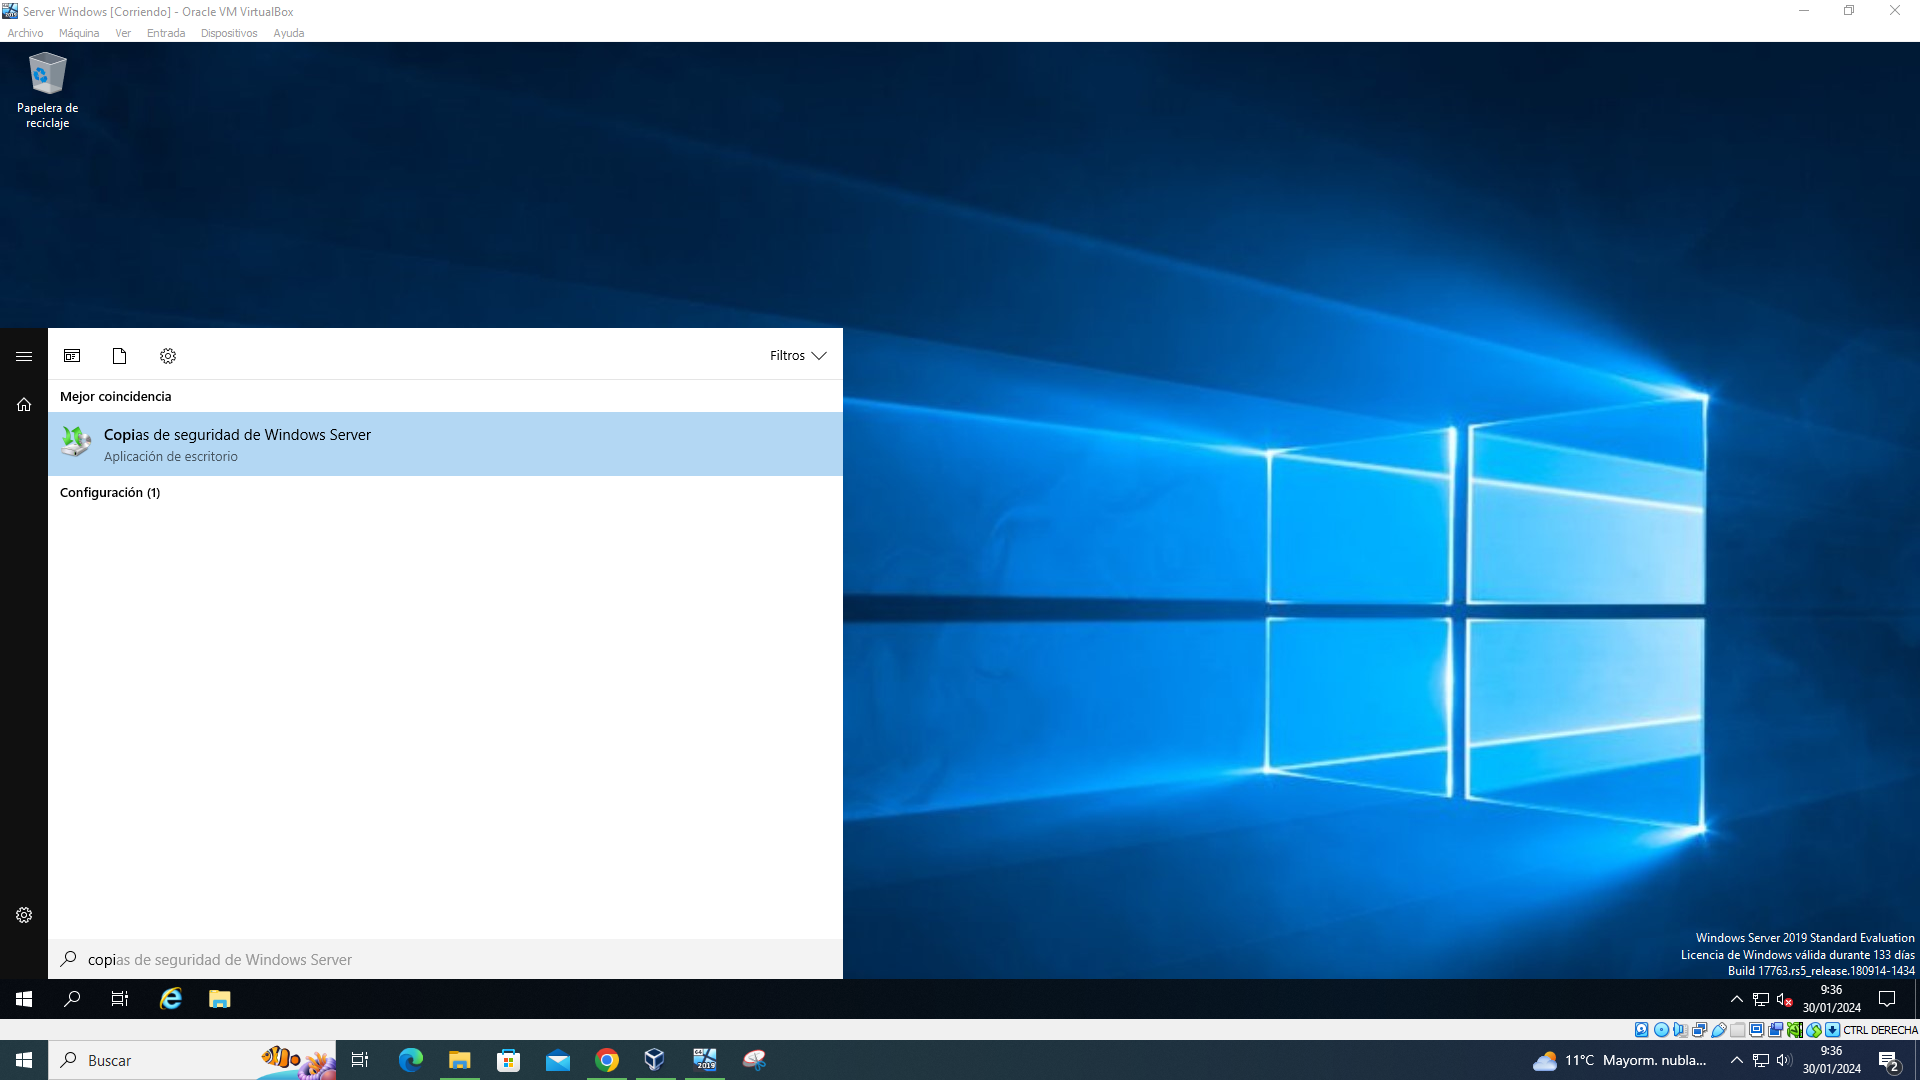 Server Windows [Corriendo] - Oracle VM VirtualBox
Archivo Máquina Ver Entrada Dispositivos Ayuda
Papelera de
reciclaje
Filtros
Mejor coincidencia
Copias de seguridad de Windows Server
Aplicación de escritorio
Configuración (1)
copias de seguridad de Windows Server
Windows Server 2019 Standard Evaluation
Licencia de Windows válida durante 133 días
Build 17763.rs5_release.180914-1434
9:36
30/01/2024
CTRL DERECHA
Buscar
2019
11°C Mayorm. nubla...
9:36
30/01/2024
2